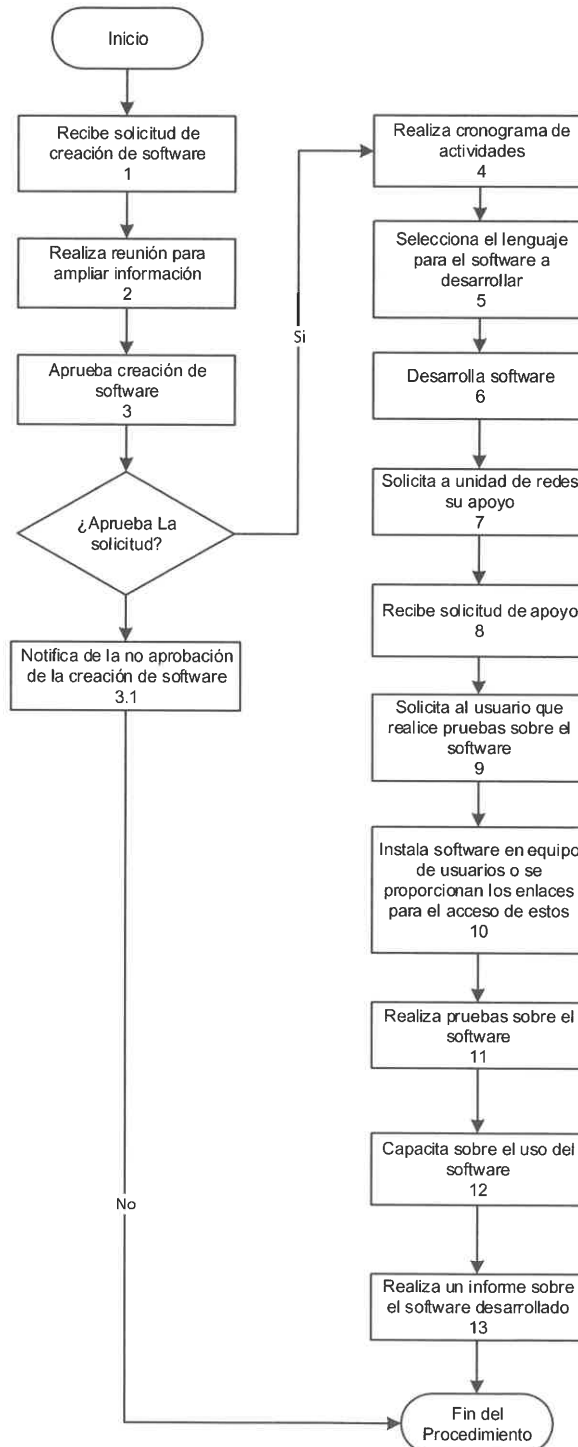 Inicio
Recibe solicitud de
creación de software
1
Realiza reunión para
ampliar información
2
Aprueba creación de
software
3
¿Aprueba La
solicitud?
Notifica de la no aprobación
de la creación de software
3.1
No
Si
Realiza cronograma de
actividades
4
Selecciona el lenguaje
para el software a
desarrollar
5
Desarrolla software
6
Solicita a unidad de redes
su apoyo
7
Recibe solicitud de apoyo
8
Solicita al usuario que
realice pruebas sobre el
software
9
Instala software en equipo
de usuarios o se
proporcionan los enlaces
para el acceso de estos
10
Realiza pruebas sobre el
software
11
Capacita sobre el uso del
software
12
Realiza un informe sobre
el software desarrollado
13
Fin del
Procedimiento